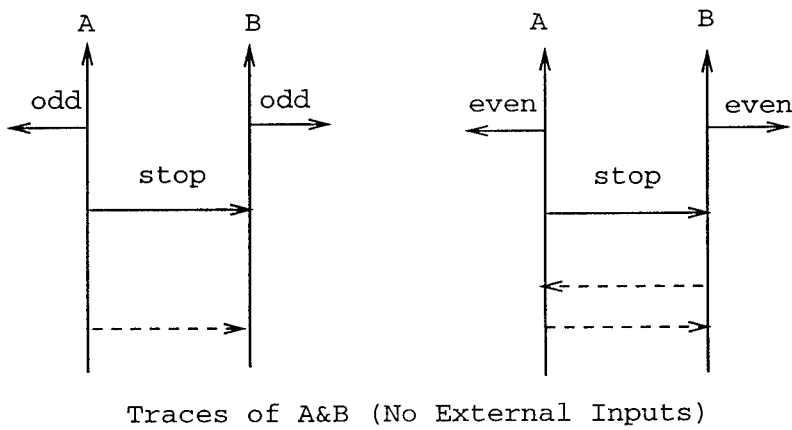 A B A B
odd odd even even
stop stop
Traces of A&B (No External Inputs)